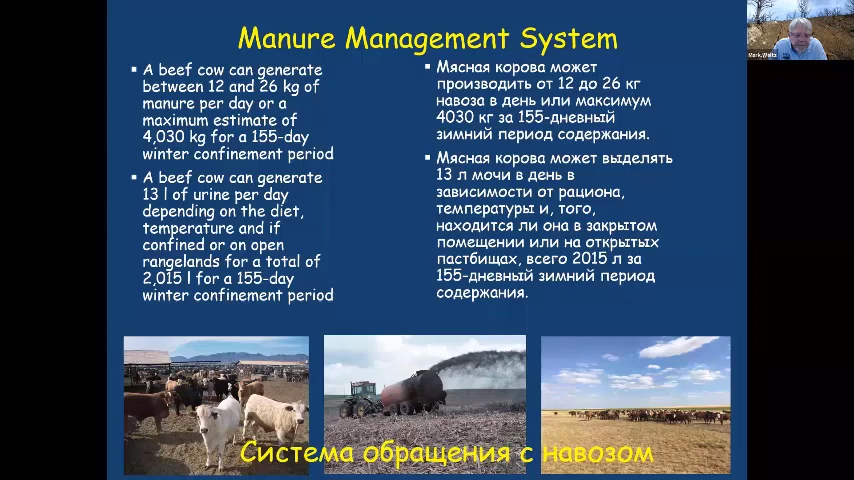 Manure Management System
▪ A beef cow can generate
between 12 and 26 kg of
manure per day or a
maximum estimate of
4,030 kg for a 155-day
winter confinement period
▪ A beef cow can generate
13 l of urine per day
depending on the diet,
temperature and if
confined or on open
rangelands for a total of
2,015 l for a 155-day
winter confinement period
▪ Мясная корова может
производить от 12 до 26 кг
навоза в день или максимум
4030 кг за 155-дневный
зимний период содержания.
▪ Мясная корова может выделять
13 л мочи в день в
зависимости от рациона,
температуры и, того,
находится ли она в закрытом
помещении или на открытых
пастбищах, всего 2015 л за
155-дневный зимний период
содержания.
Система обращения с навозом
Mark.Weltz